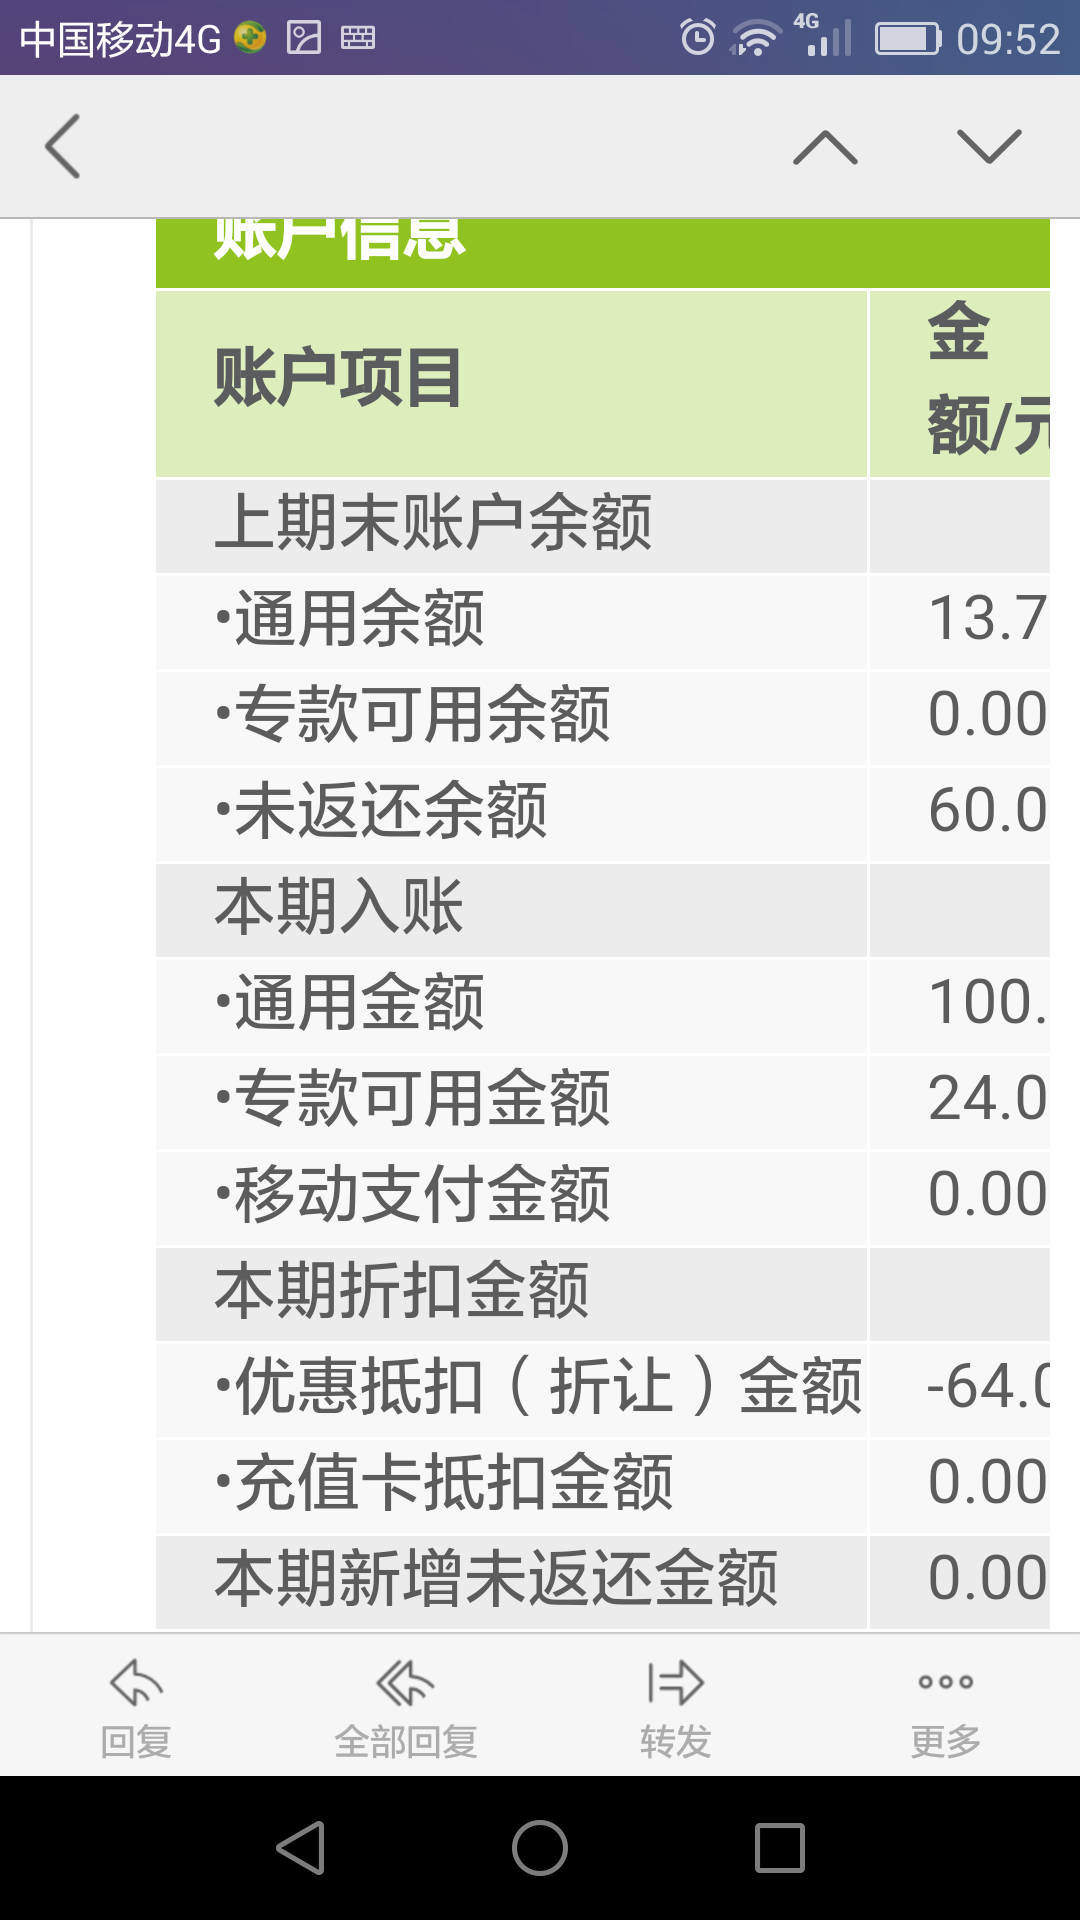 中国移动4G 4G 09:52
账户信息
账户项目 金
额/元
上期末账户余额
•通用余额 13.7
•专款可用余额 0.00
•未返还余额 60.0
本期入账
•通用金额 100.
•专款可用金额 24.0
•移动支付金额 0.00
本期折扣金额
•优惠抵扣（折让）金额 -64.0
•充值卡抵扣金额 0.00
本期新增未返还金额 0.00
回复 全部回复 转发 更多